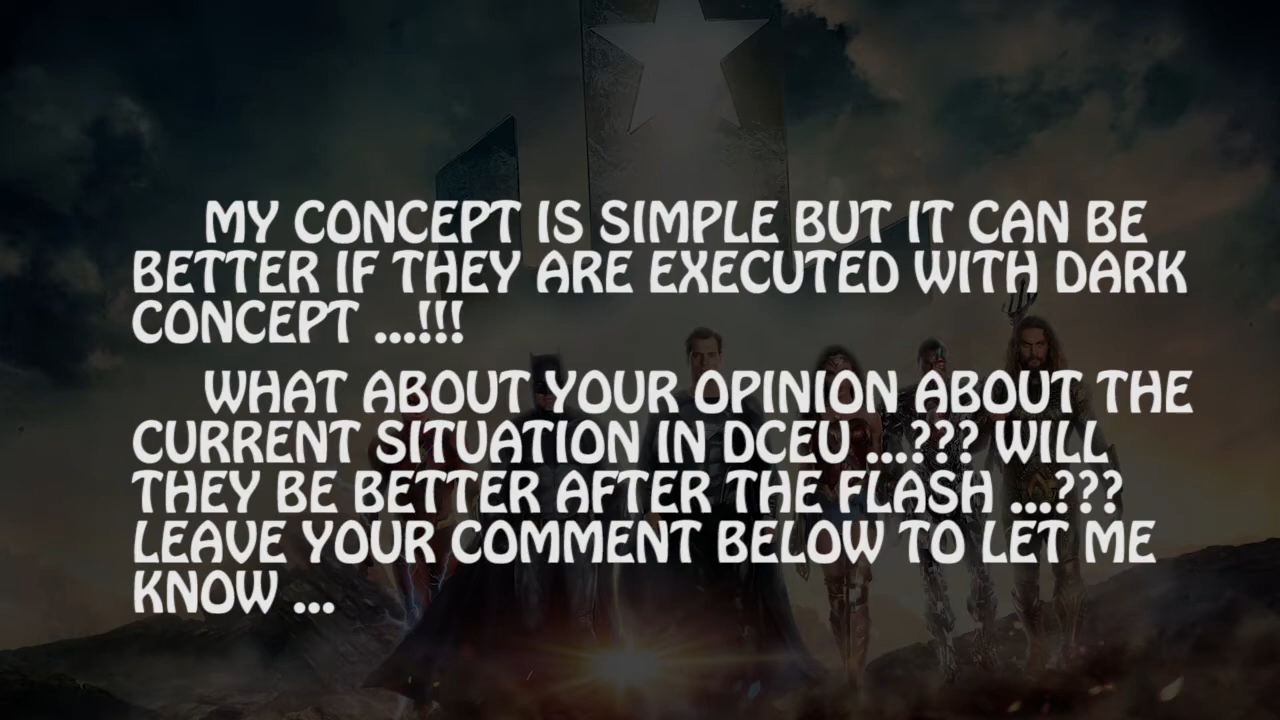 MY CONCEPT IS SIMPLE BUT IT CAN BE
BETTER IF THEY ARE EXECUTED WITH DARK
CONCEPT ...!!!
WHAT ABOUT YOUR OPINION ABOUT THE
CURRENT SITUATION IN DCEU ...??? WILL
THEY BE BETTER AFTER THE FLASH ...???
LEAVE YOUR COMMENT BELOW TO LET ME
KNOW ...